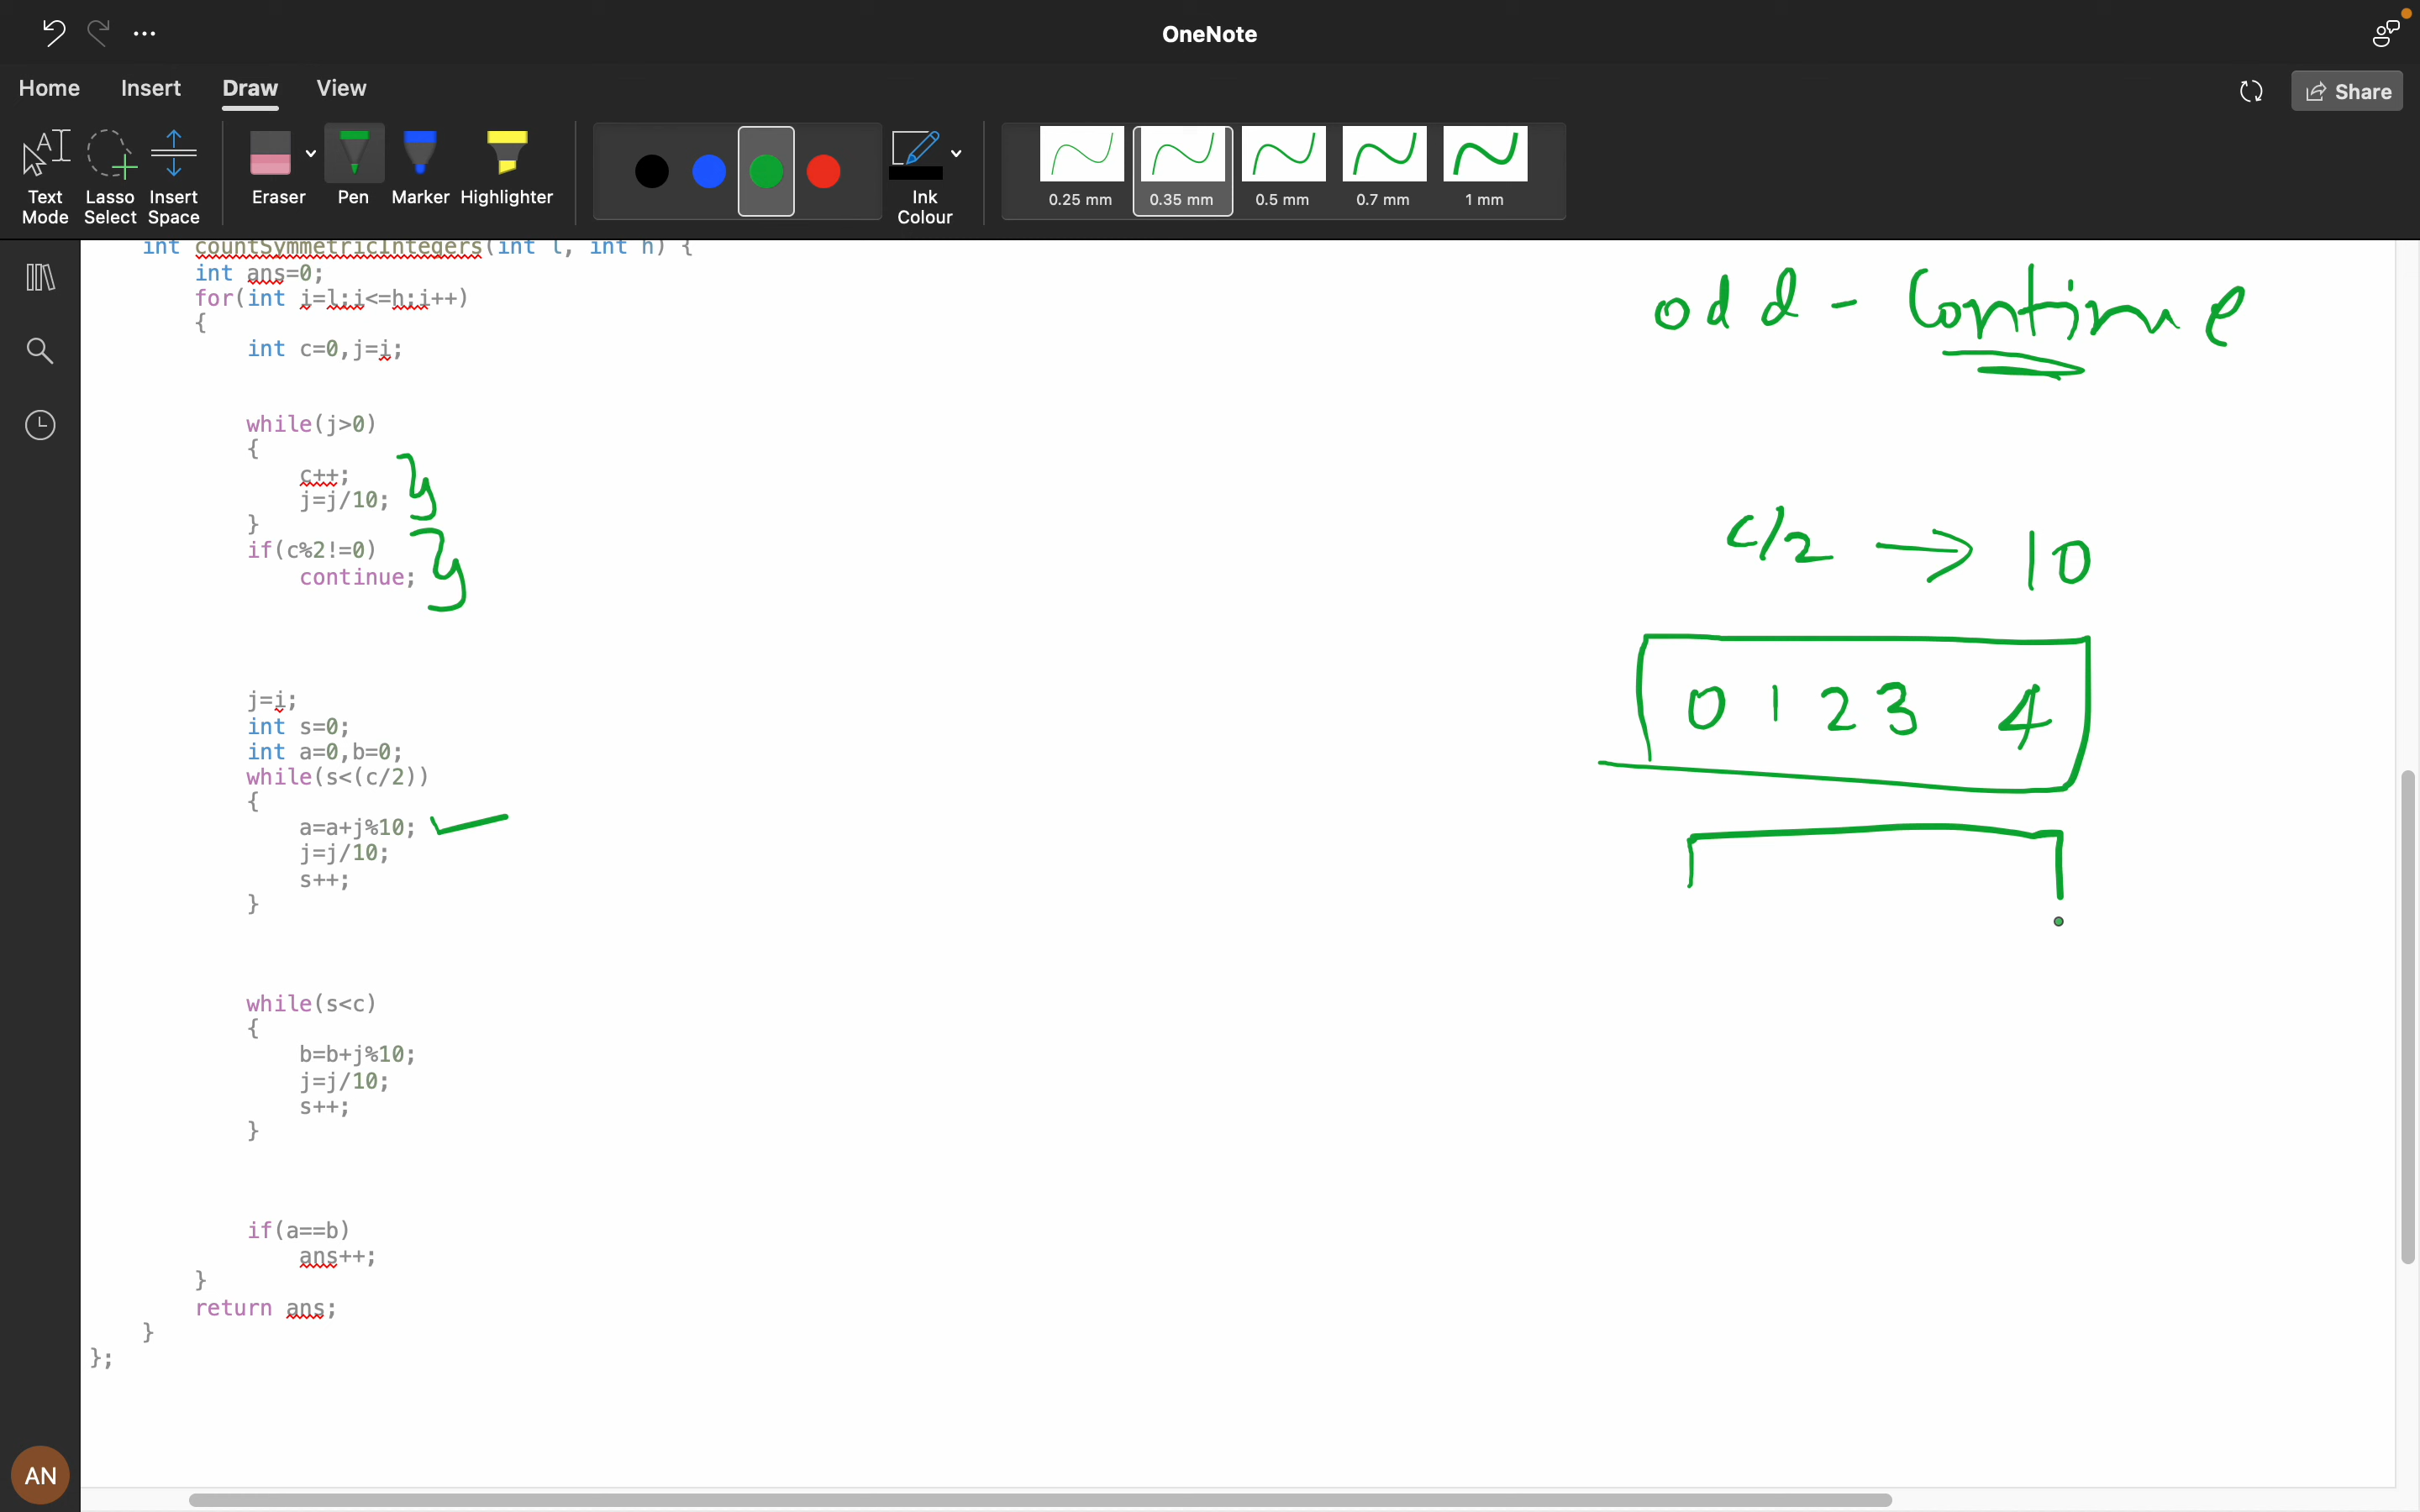 OneNote
Home Insert Draw View
Share
Text Mode
Lasso Select
Insert Space
Eraser
Pen
Marker
Highlighter
Ink Colour
0.25 mm
0.35 mm
0.5 mm
0.7 mm
1 mm
int countSymmetricIntegers(int l, int h) {
int ans=0;
for(int i=l;i<=h;i++)
{
int c=0,j=i;
while(j>0)
{
c++;
j=j/10;
}
if(c%2!=0)
continue;
j=i;
int s=0;
int a=0,b=0;
while(s<(c/2))
{
a=a+j%10;
j=j/10;
s++;
}
while(s<c)
{
b=b+j%10;
j=j/10;
s++;
}
if(a==b)
ans++;
}
return ans;
}
};
odd - Continue
c/2 → 10
0 1 2 3 4
AN